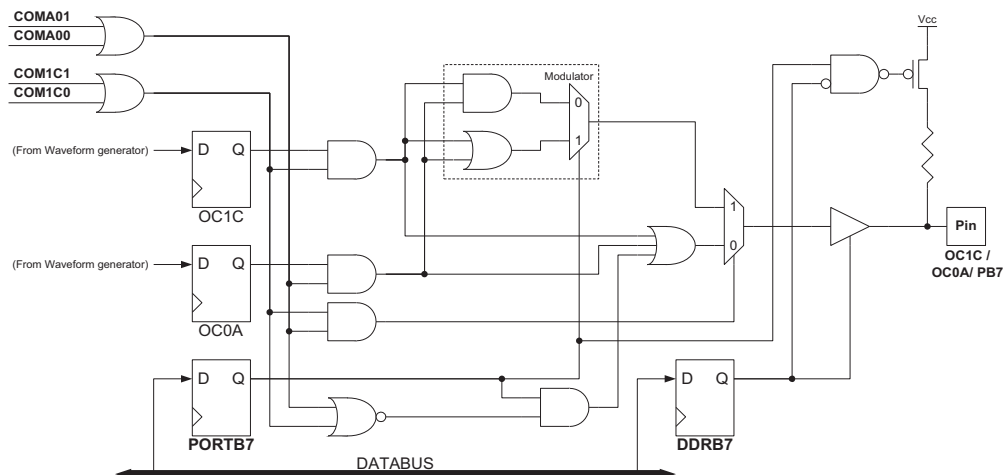 COMA01
COMA00
COM1C1
COM1C0
Vcc
Modulator
0
1
(From Waveform generator)
D Q
OC1C
1
0
Pin
OC1C /
OC0A/ PB7
(From Waveform generator)
D Q
OC0A
D Q
PORTB7
D Q
DDRB7
DATABUS